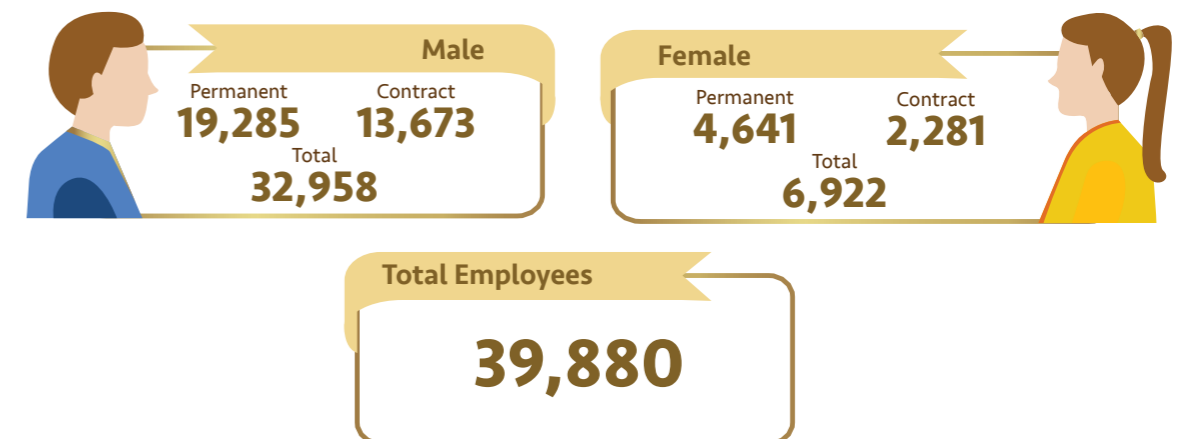 Male
Permanent Contract
19,285 13,673
Total
32,958
Female
Permanent Contract
4,641 2,281
Total
6,922
Total Employees
39,880